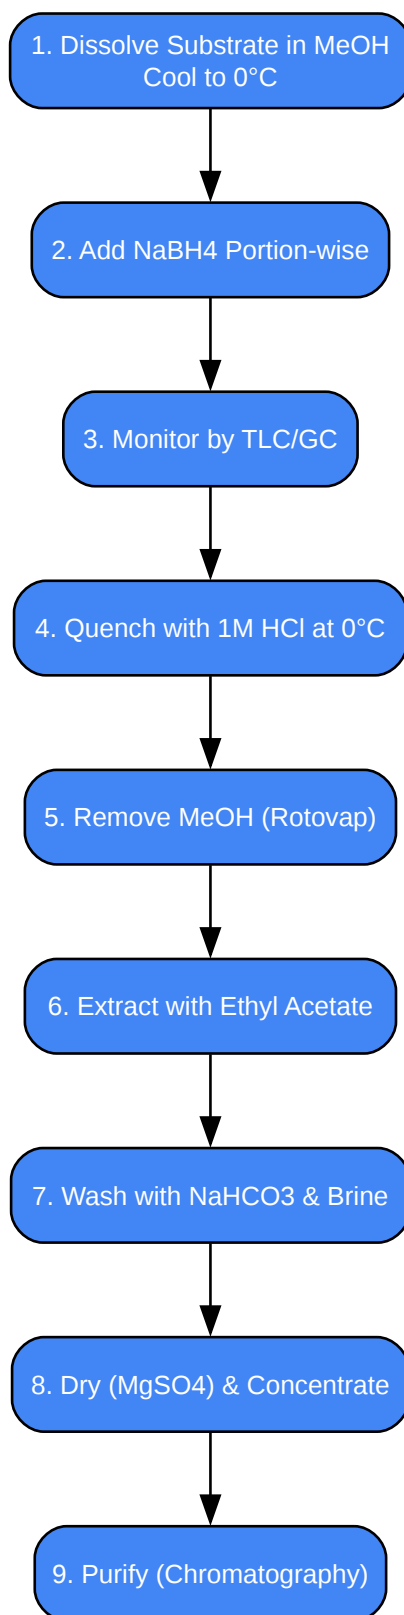 1. Dissolve Substrate in MeOH
Cool to 0°C
2. Add NaBH4 Portion-wise
3. Monitor by TLC/GC
4. Quench with 1M HCl at 0°C
5. Remove MeOH (Rotovap)
6. Extract with Ethyl Acetate
7. Wash with NaHCO3 & Brine
8. Dry (MgSO4) & Concentrate
9. Purify (Chromatography)